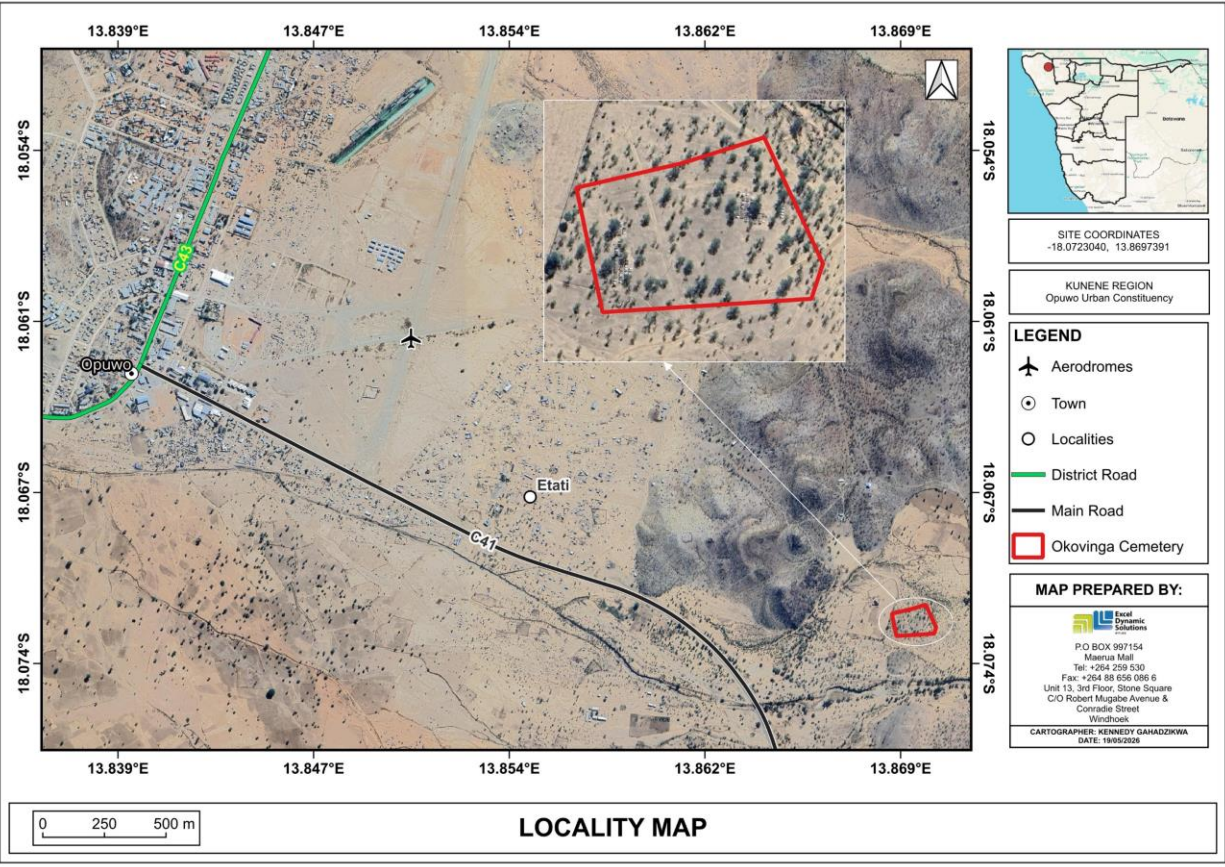 13.839°E 13.847°E 13.854°E 13.862°E 13.869°E
18.054°S
18.061°S
18.067°S
18.074°S
C43
Opuwo
Etati
C41
18.054°S
18.061°S
18.067°S
18.074°S
13.839°E 13.847°E 13.854°E 13.862°E 13.869°E
Botswana
SITE COORDINATES
-18.0723040, 13.8697391
KUNENE REGION
Opuwo Urban Constituency
LEGEND
Aerodromes
Town
Localities
District Road
Main Road
Okovinga Cemetery
MAP PREPARED BY:
Excel
Dynamic
Solutions
P.O BOX 997154
Maerua Mall
Tel: +264 259 530
Fax: +264 88 656 086 6
Unit 13, 3rd Floor, Stone Square
C/O Robert Mugabe Avenue &
Conradie Street
Windhoek
CARTOGRAPHER: KENNEDY GAHADZIKWA
DATE: 19/05/2026
0 250 500 m
LOCALITY MAP